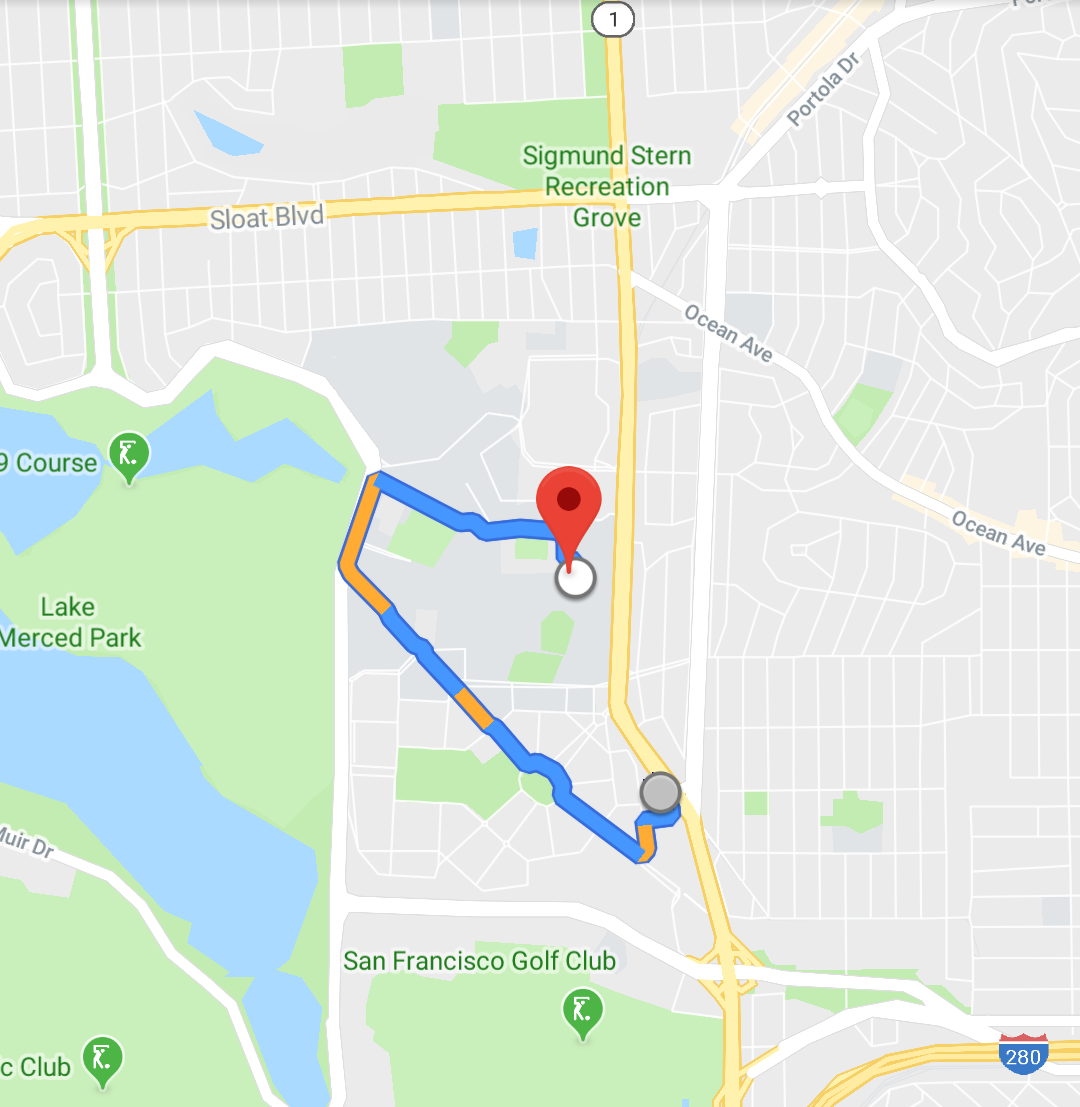 1
Portola Dr
Sigmund Stern
Recreation
Grove
Sloat Blvd
Ocean Ave
9 Course
Ocean Ave
Lake
Merced Park
Muir Dr
San Francisco Golf Club
c Club
280